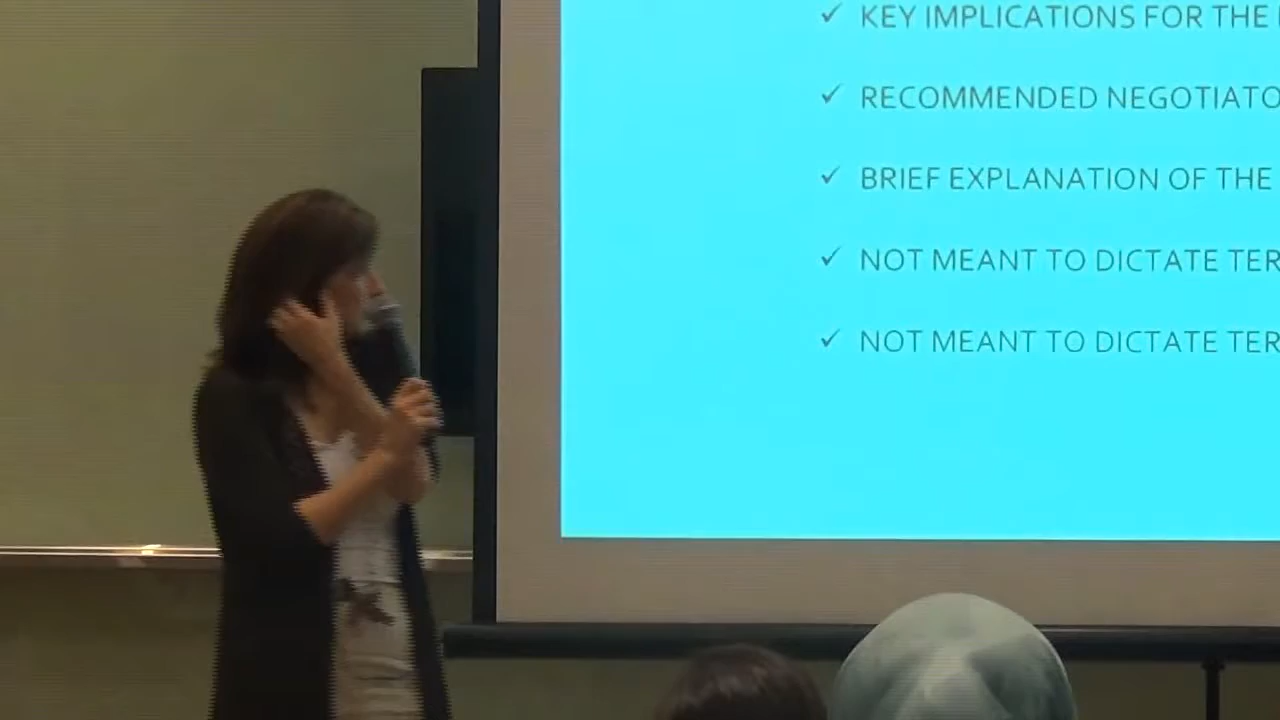 ✓ KEY IMPLICATIONS FOR THE
✓ RECOMMENDED NEGOTIATO
✓ BRIEF EXPLANATION OF THE
✓ NOT MEANT TO DICTATE TER
✓ NOT MEANT TO DICTATE TER